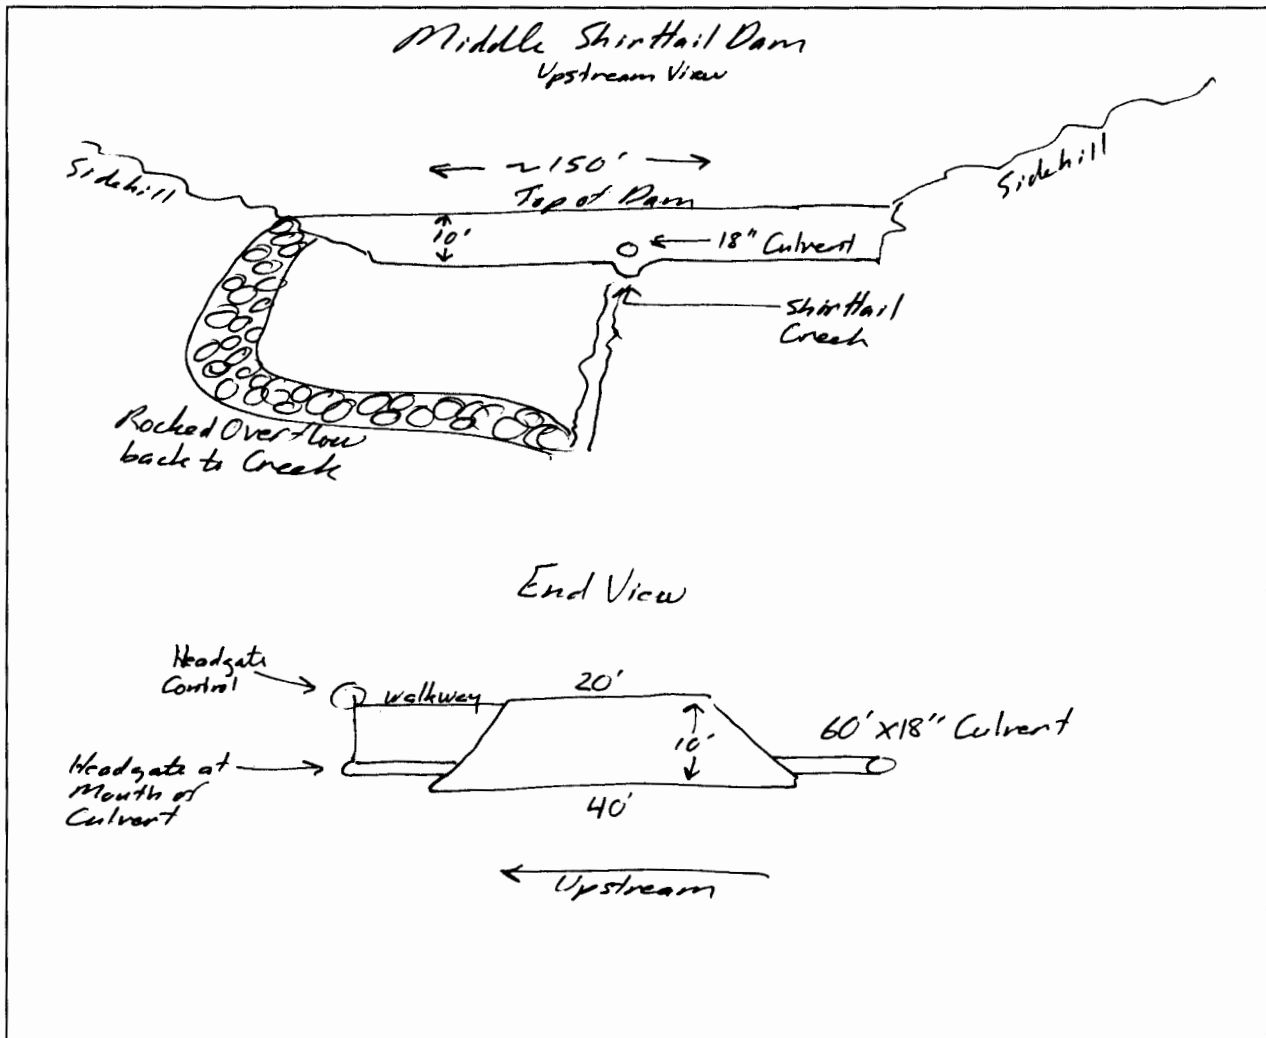 Middle Shirttail Dam
Upstream View
Sidehill
~150'
Sidehill
Top of Dam
10'
18" Culvert
Shirttail
Creek
Rocked Overflow
back to Creek
End View
Headgate
Control
walkway
20'
10'
60' x 18" Culvert
Headgate at
Mouth of
Culvert
40'
Upstream